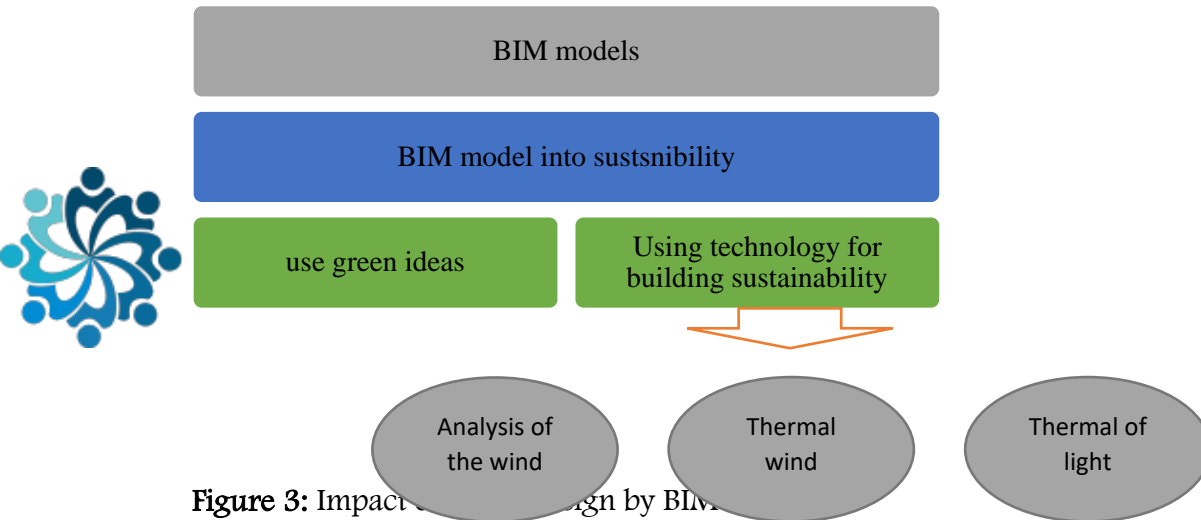 BIM models
BIM model into sustsnibility
use green ideas
Using technology for
building sustainability
Analysis of
the wind
Thermal
wind
Thermal of
light
Figure 3: Impact sign by BIM